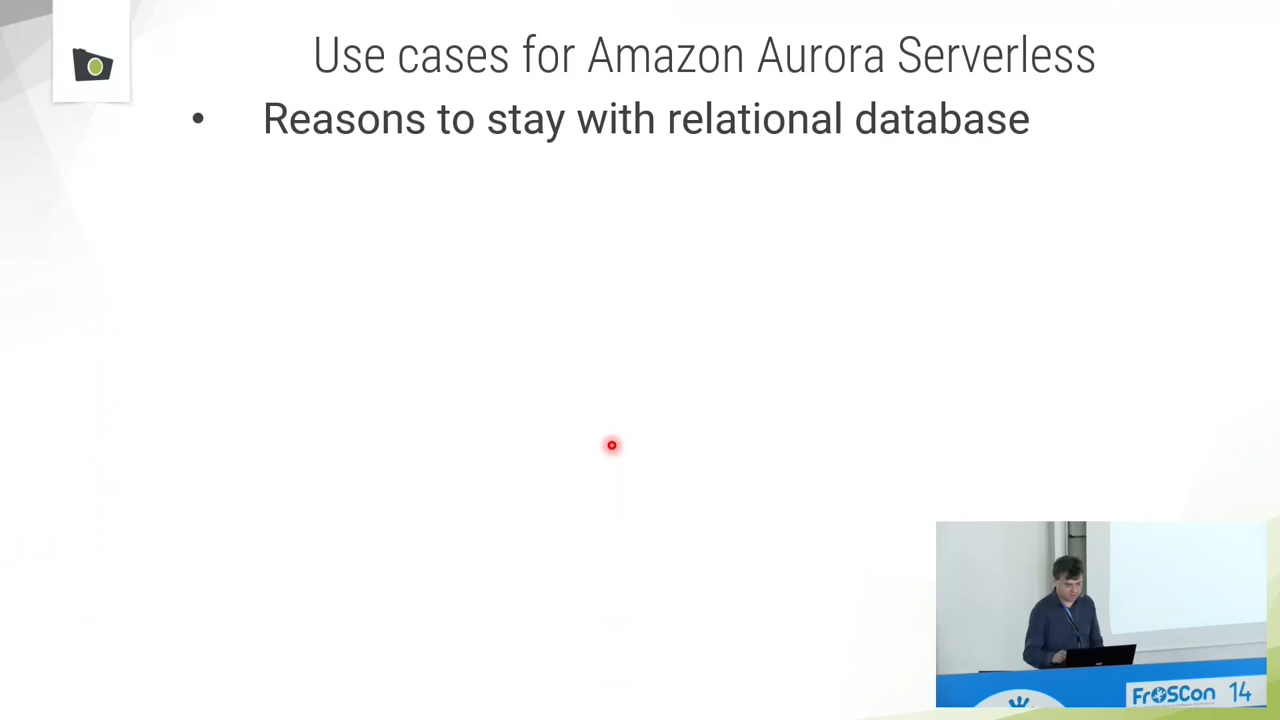 Use cases for Amazon Aurora Serverless
• Reasons to stay with relational database
FrOSCon 14